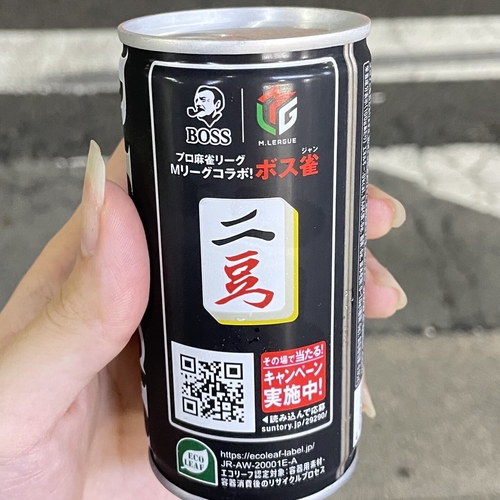 BOSS
M.LEAGUE
プロ麻雀リーグ
Mリーグコラボ!
ジャン
ボス雀
二
豆
その場で当たる!
キャンペーン
実施中!
◀読み込んで応募
suntory.jp/29290/
ECO
LEAF
https://ecoleaf-label.jp/
JR-AW-20001E-A
エコリーフ認定対象:容器用素材・
容器消費後のリサイクルプロセス